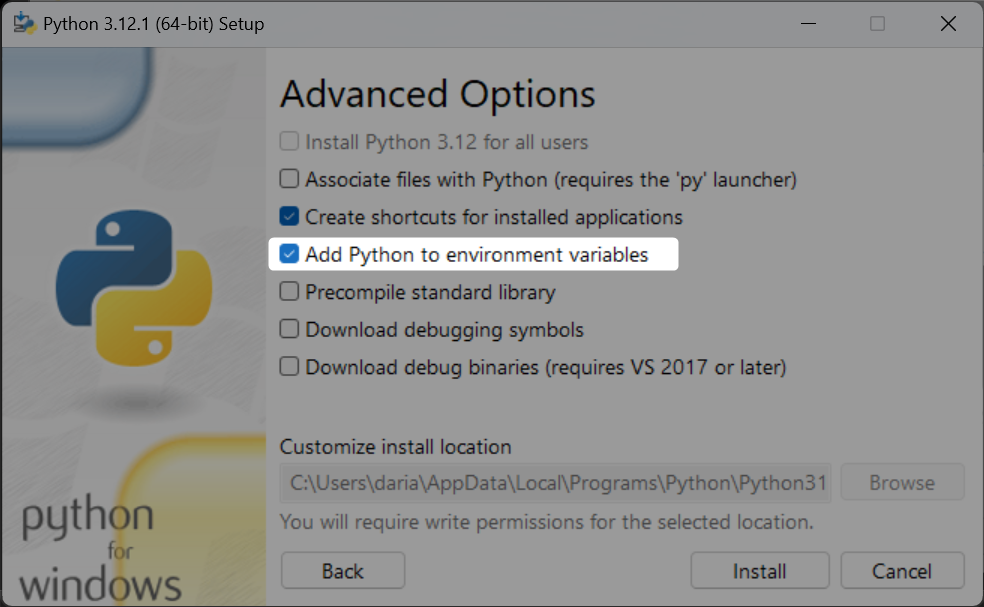 Python 3.12.1 (64-bit) Setup
Advanced Options
Install Python 3.12 for all users
Associate files with Python (requires the 'py' launcher)
Create shortcuts for installed applications
Add Python to environment variables
Precompile standard library
Download debugging symbols
Download debug binaries (requires VS 2017 or later)
Customize install location
C:\Users\daria\AppData\Local\Programs\Python\Python31
Browse
You will require write permissions for the selected location.
python
for
windows
Back
Install
Cancel